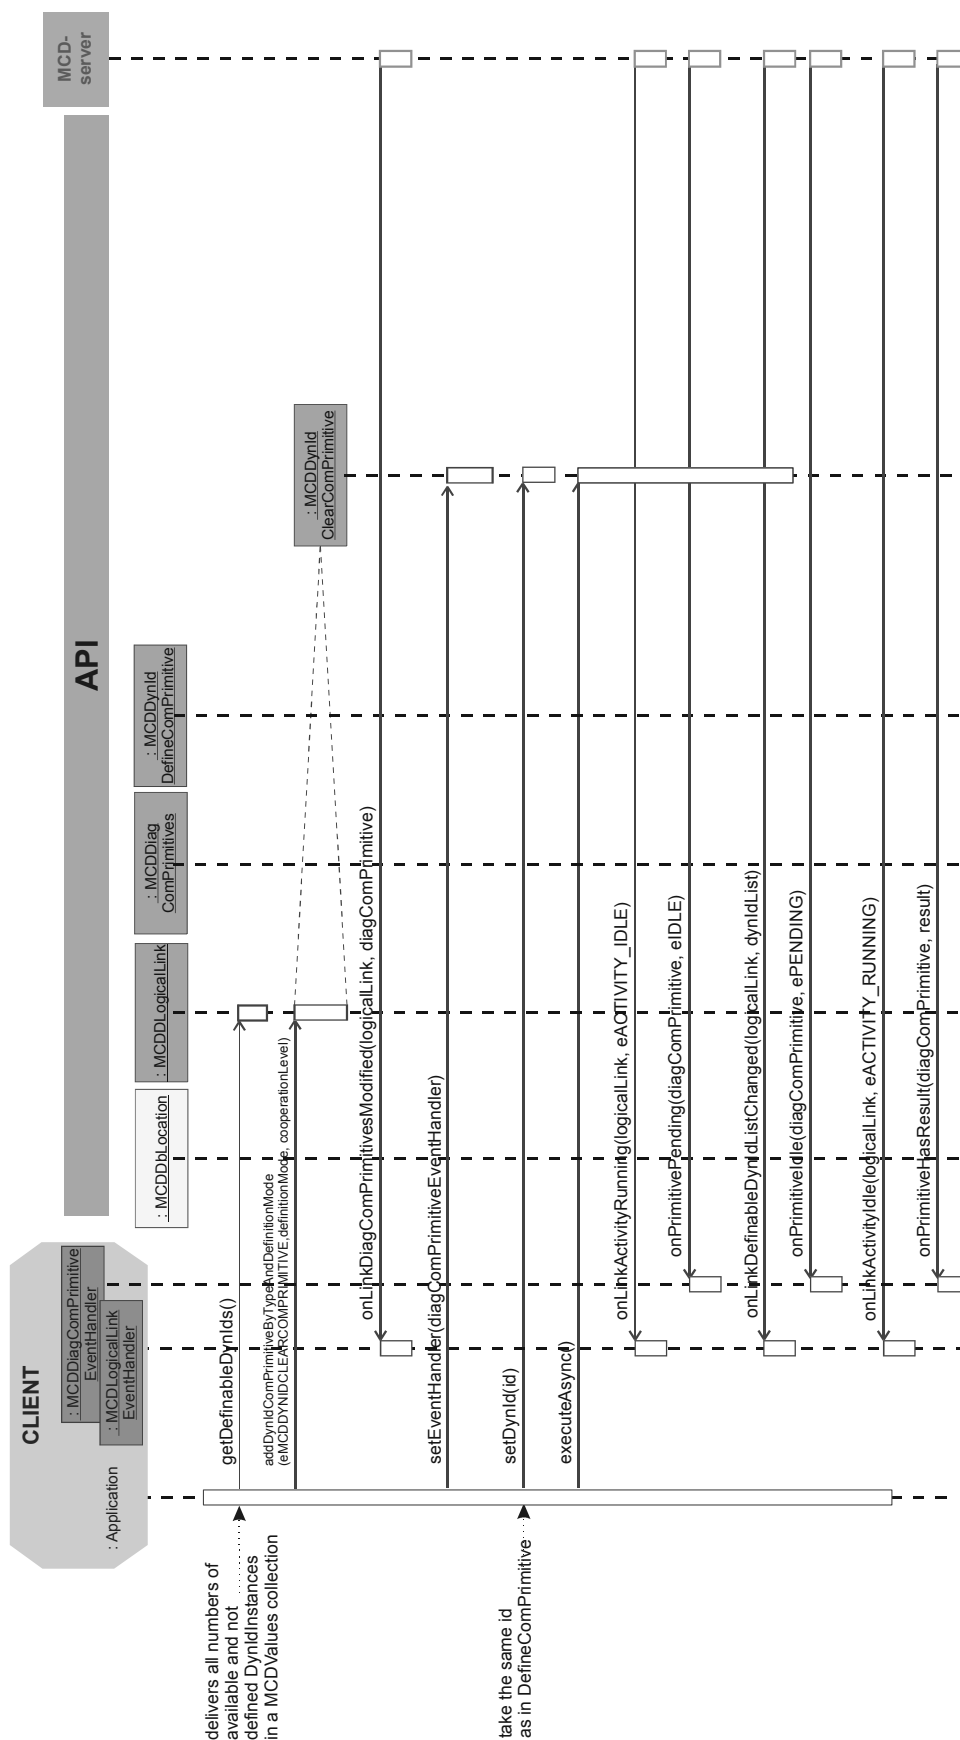 CLIENT
: MCDDiagComPrimitive
EventHandler
: MCDLogicalLink
EventHandler
: Application
API
MCD-
server
: MCDDbLocation
: MCDDLogicalLink
: MCDDiag
ComPrimitives
: MCDDynId
DefineComPrimitive
: MCDDynId
ClearComPrimitive
delivers all numbers of
available and not
defined DynIdInstances
in a MCDValues collection
getDefinableDynIds()
addDynIdComPrimitiveByTypeAndDefinitionMode
(eMCDDYNIDCLEARCOMPRIMITIVE,definitionMode, cooperationLevel)
onLinkDiagComPrimitivesModified(logicalLink, diagComPrimitive)
setEventHandler(diagComPrimitiveEventHandler)
take the same id
as in DefineComPrimitive
setDynId(id)
executeAsync()
onLinkActivityRunning(logicalLink, eACTIVITY_IDLE)
onPrimitivePending(diagComPrimitive, eIDLE)
onLinkDefinableDynIdListChanged(logicalLink, dynIdList)
onPrimitiveIdle(diagComPrimitive, ePENDING)
onLinkActivityIdle(logicalLink, eACTIVITY_RUNNING)
onPrimitiveHasResult(diagComPrimitive, result)